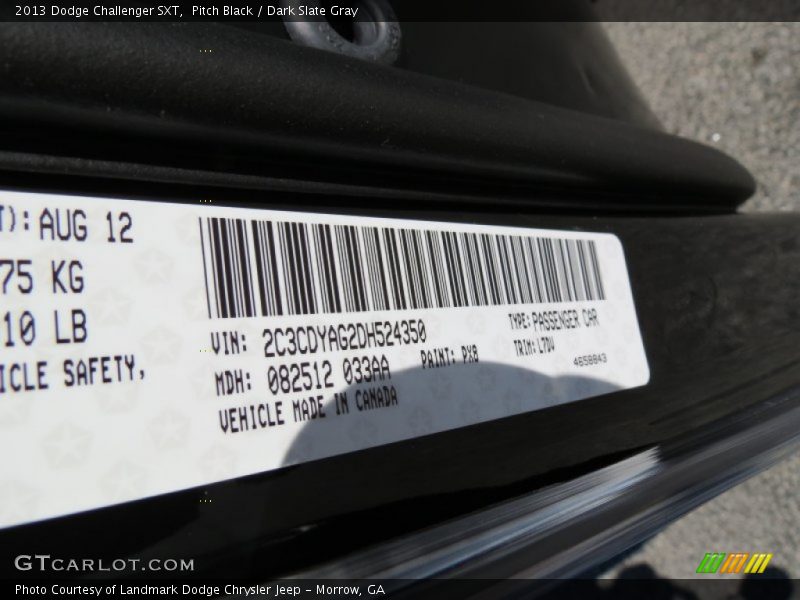 2013 Dodge Challenger SXT,  Pitch Black / Dark Slate Gray
T): AUG 12
75 KG
10 LB
ICLE SAFETY,
VIN: 2C3CDYAG2DH524350
TYPE: PASSENGER CAR
MDH: 082512 033AA
PAINT: PX8
TRIM: L7DV
4658843
VEHICLE MADE IN CANADA
GTcarlot.com
Photo Courtesy of Landmark Dodge Chrysler Jeep - Morrow, GA